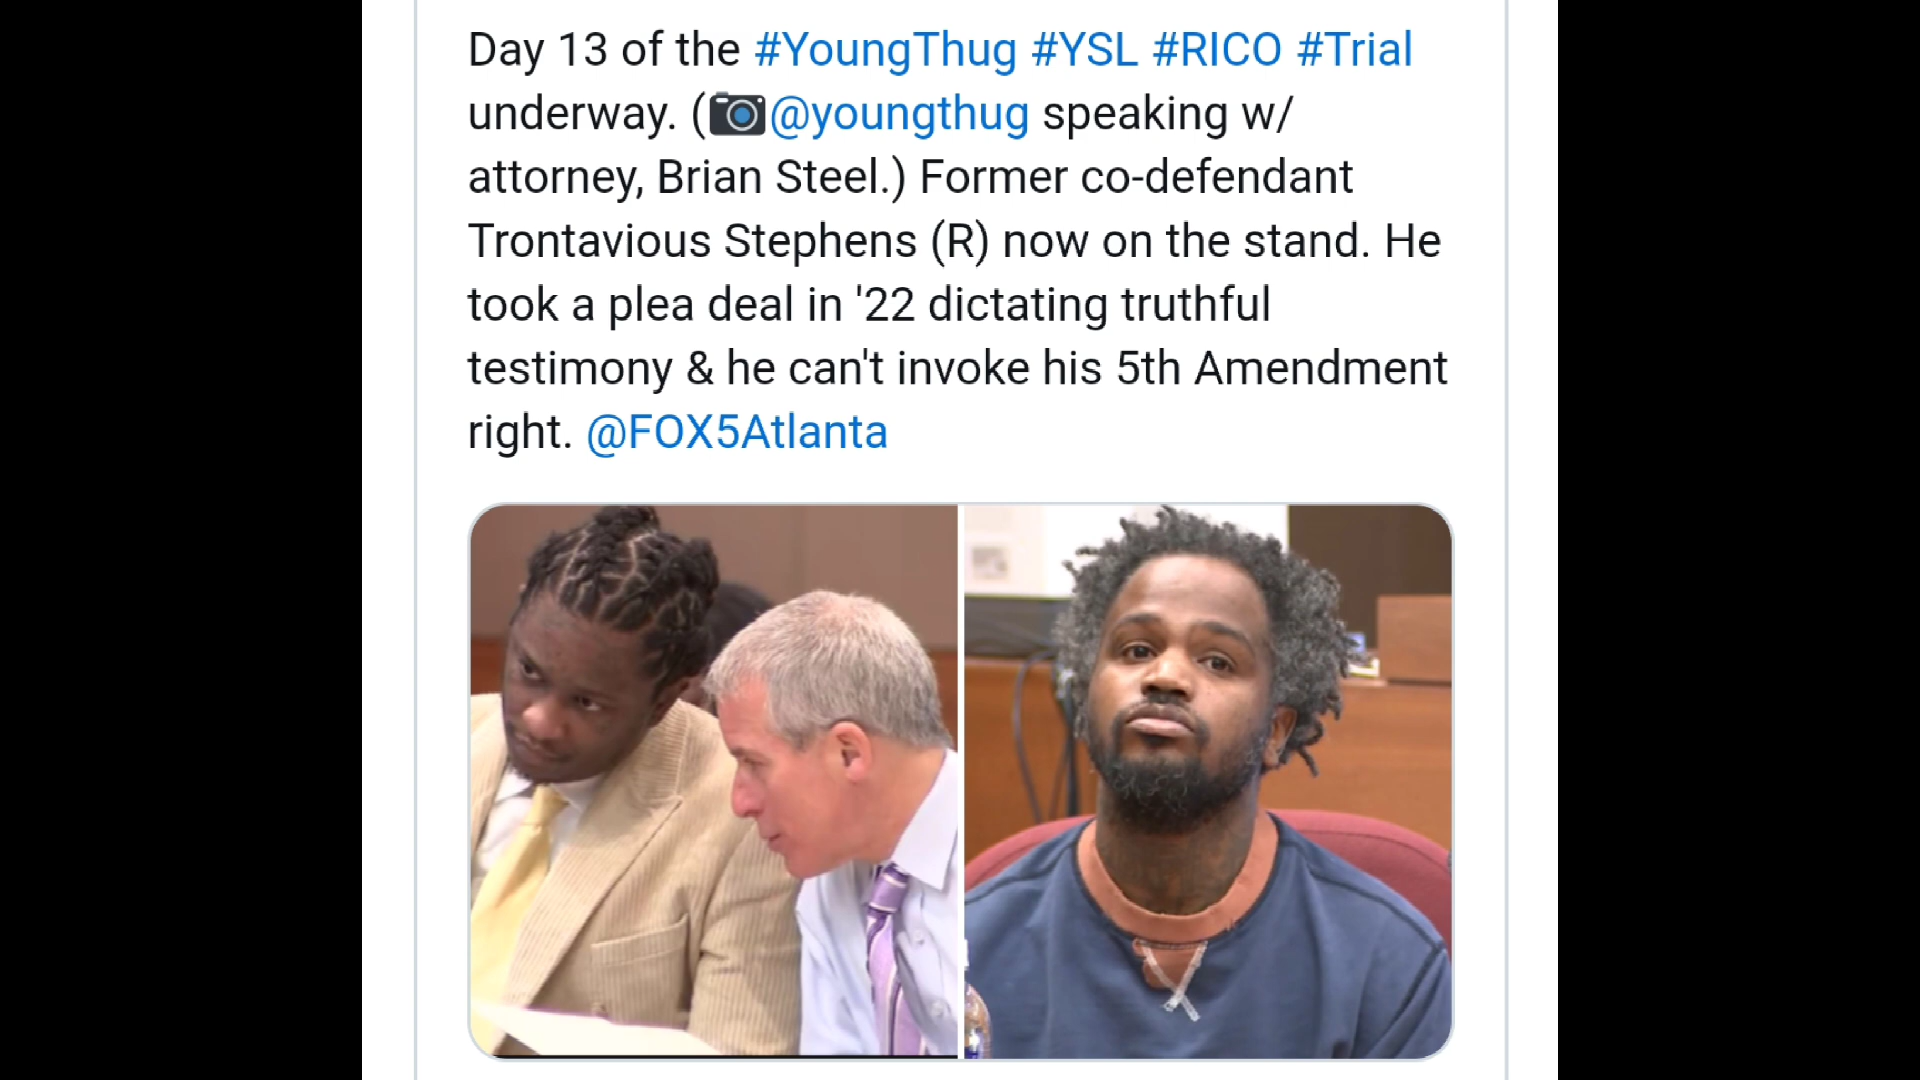 Day 13 of the #YoungThug #YSL #RICO #Trial
underway. (📷@youngthug speaking w/
attorney, Brian Steel.) Former co-defendant
Trontavious Stephens (R) now on the stand. He
took a plea deal in '22 dictating truthful
testimony & he can't invoke his 5th Amendment
right. @FOX5Atlanta